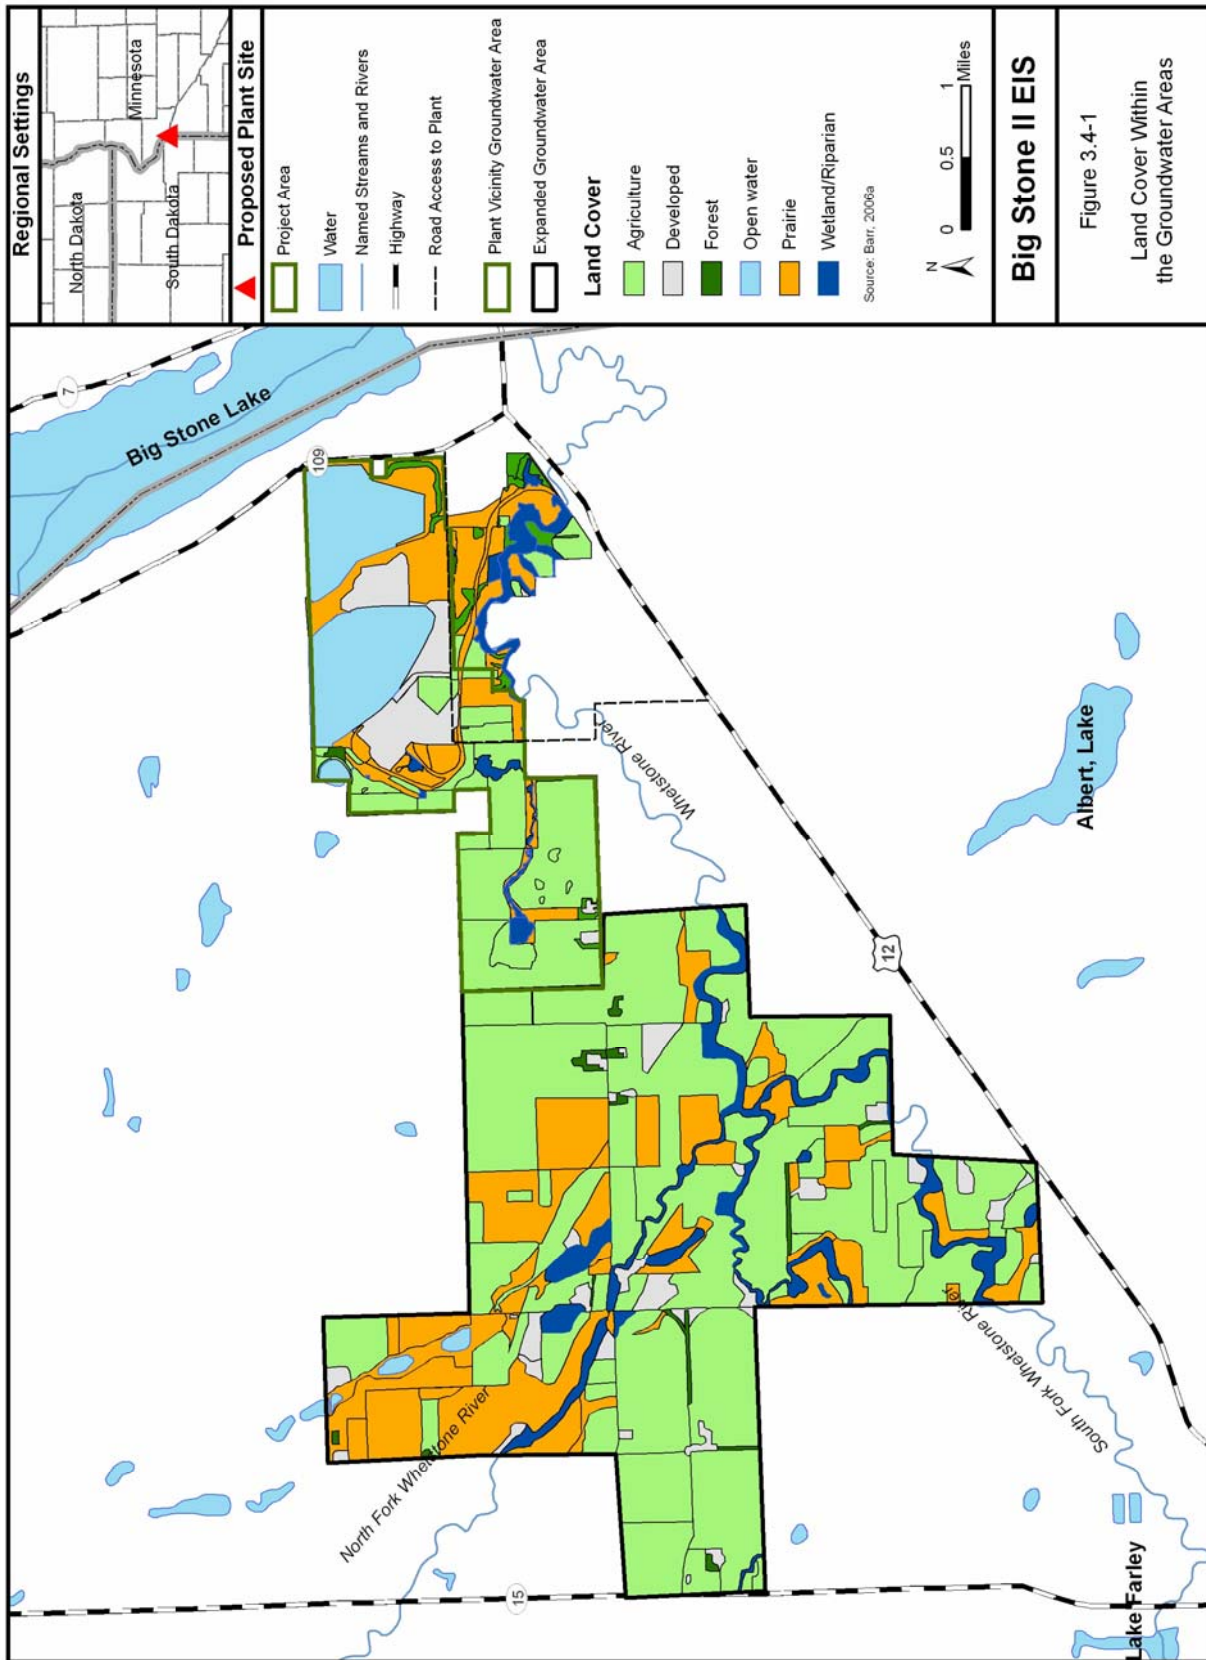 Regional Settings
North Dakota
Minnesota
South Dakota
Proposed Plant Site
Project Area
Water
Named Streams and Rivers
Highway
Road Access to Plant
Plant Vicinity Groundwater Area
Expanded Groundwater Area
Land Cover
Agriculture
Developed
Forest
Open water
Prairie
Wetland/Riparian
Source: Barr, 2006a
N
0 0.5 1
Miles
Big Stone II EIS
Figure 3.4-1
Land Cover Within
the Groundwater Areas
7
Big Stone Lake
109
Whetstone River
Albert, Lake
12
North Fork Whetstone River
South Fork Whetstone River
15
Lake Farley